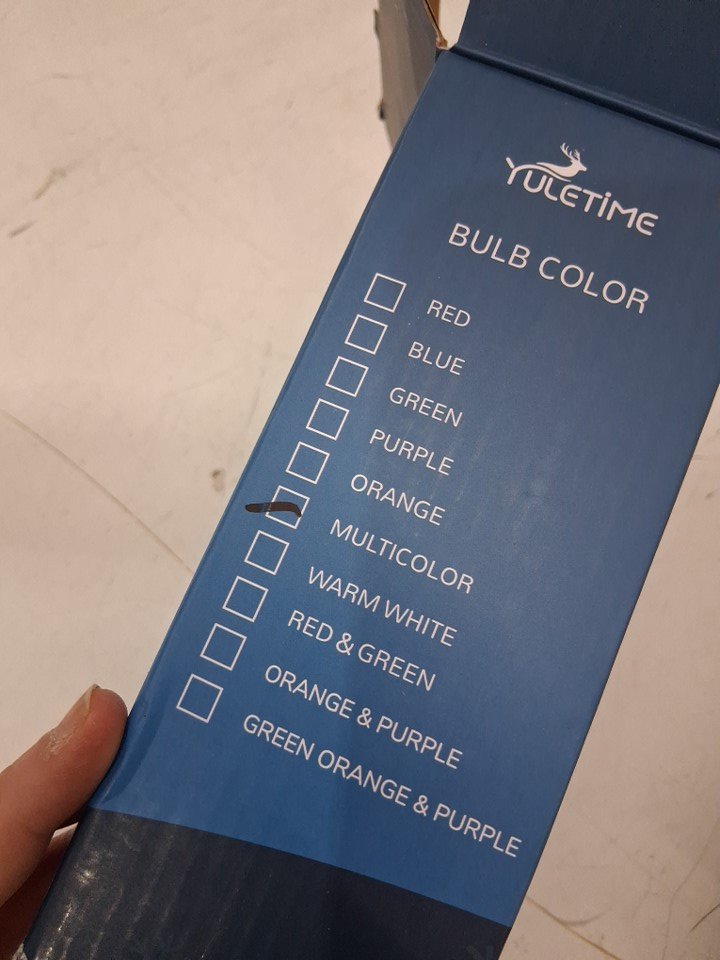 YULETiME
BULB COLOR
RED
BLUE
GREEN
PURPLE
ORANGE
MULTICOLOR
WARM WHITE
RED & GREEN
ORANGE & PURPLE
GREEN ORANGE & PURPLE